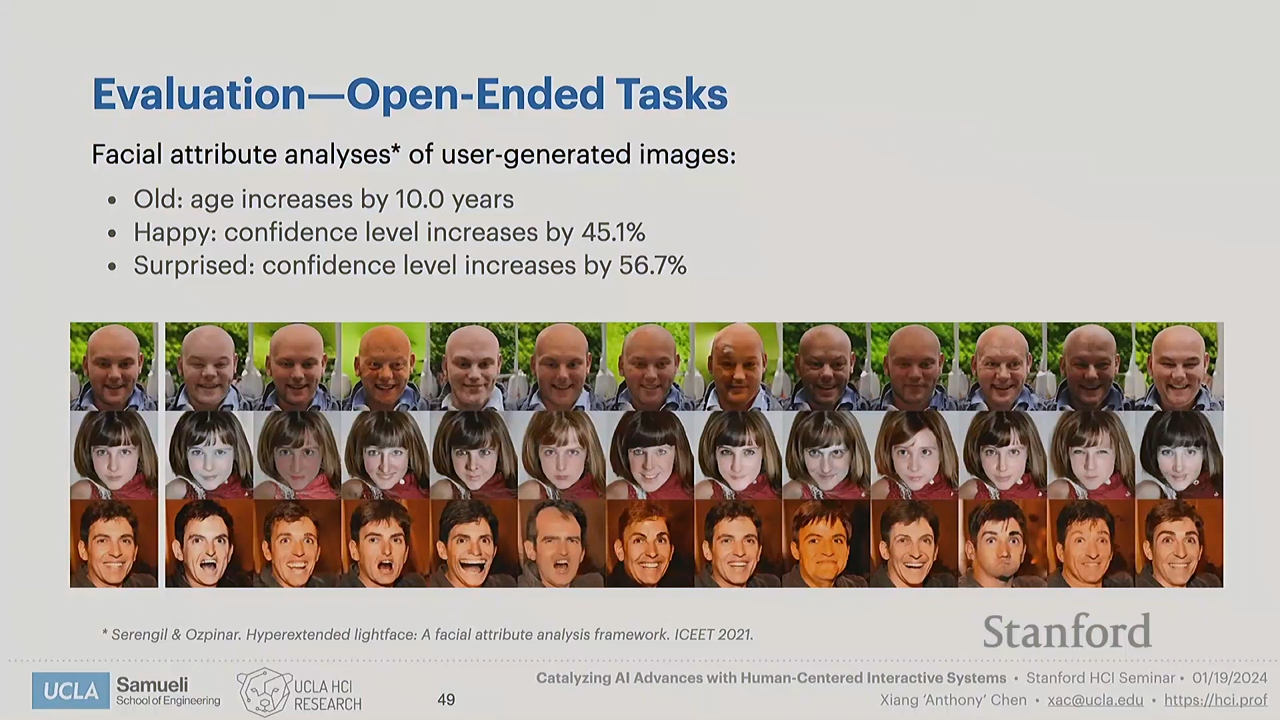 Evaluation—Open-Ended Tasks
Facial attribute analyses* of user-generated images:
• Old: age increases by 10.0 years
• Happy: confidence level increases by 45.1%
• Surprised: confidence level increases by 56.7%
* Serengil & Ozpinar. Hyperextended lightface: A facial attribute analysis framework. ICEET 2021.
Stanford
UCLA
Samueli
School of Engineering
UCLA HCI
RESEARCH
49
Catalyzing AI Advances with Human-Centered Interactive Systems • Stanford HCI Seminar • 01/19/2024
Xiang ‘Anthony’ Chen • xac@ucla.edu • https://hci.prof